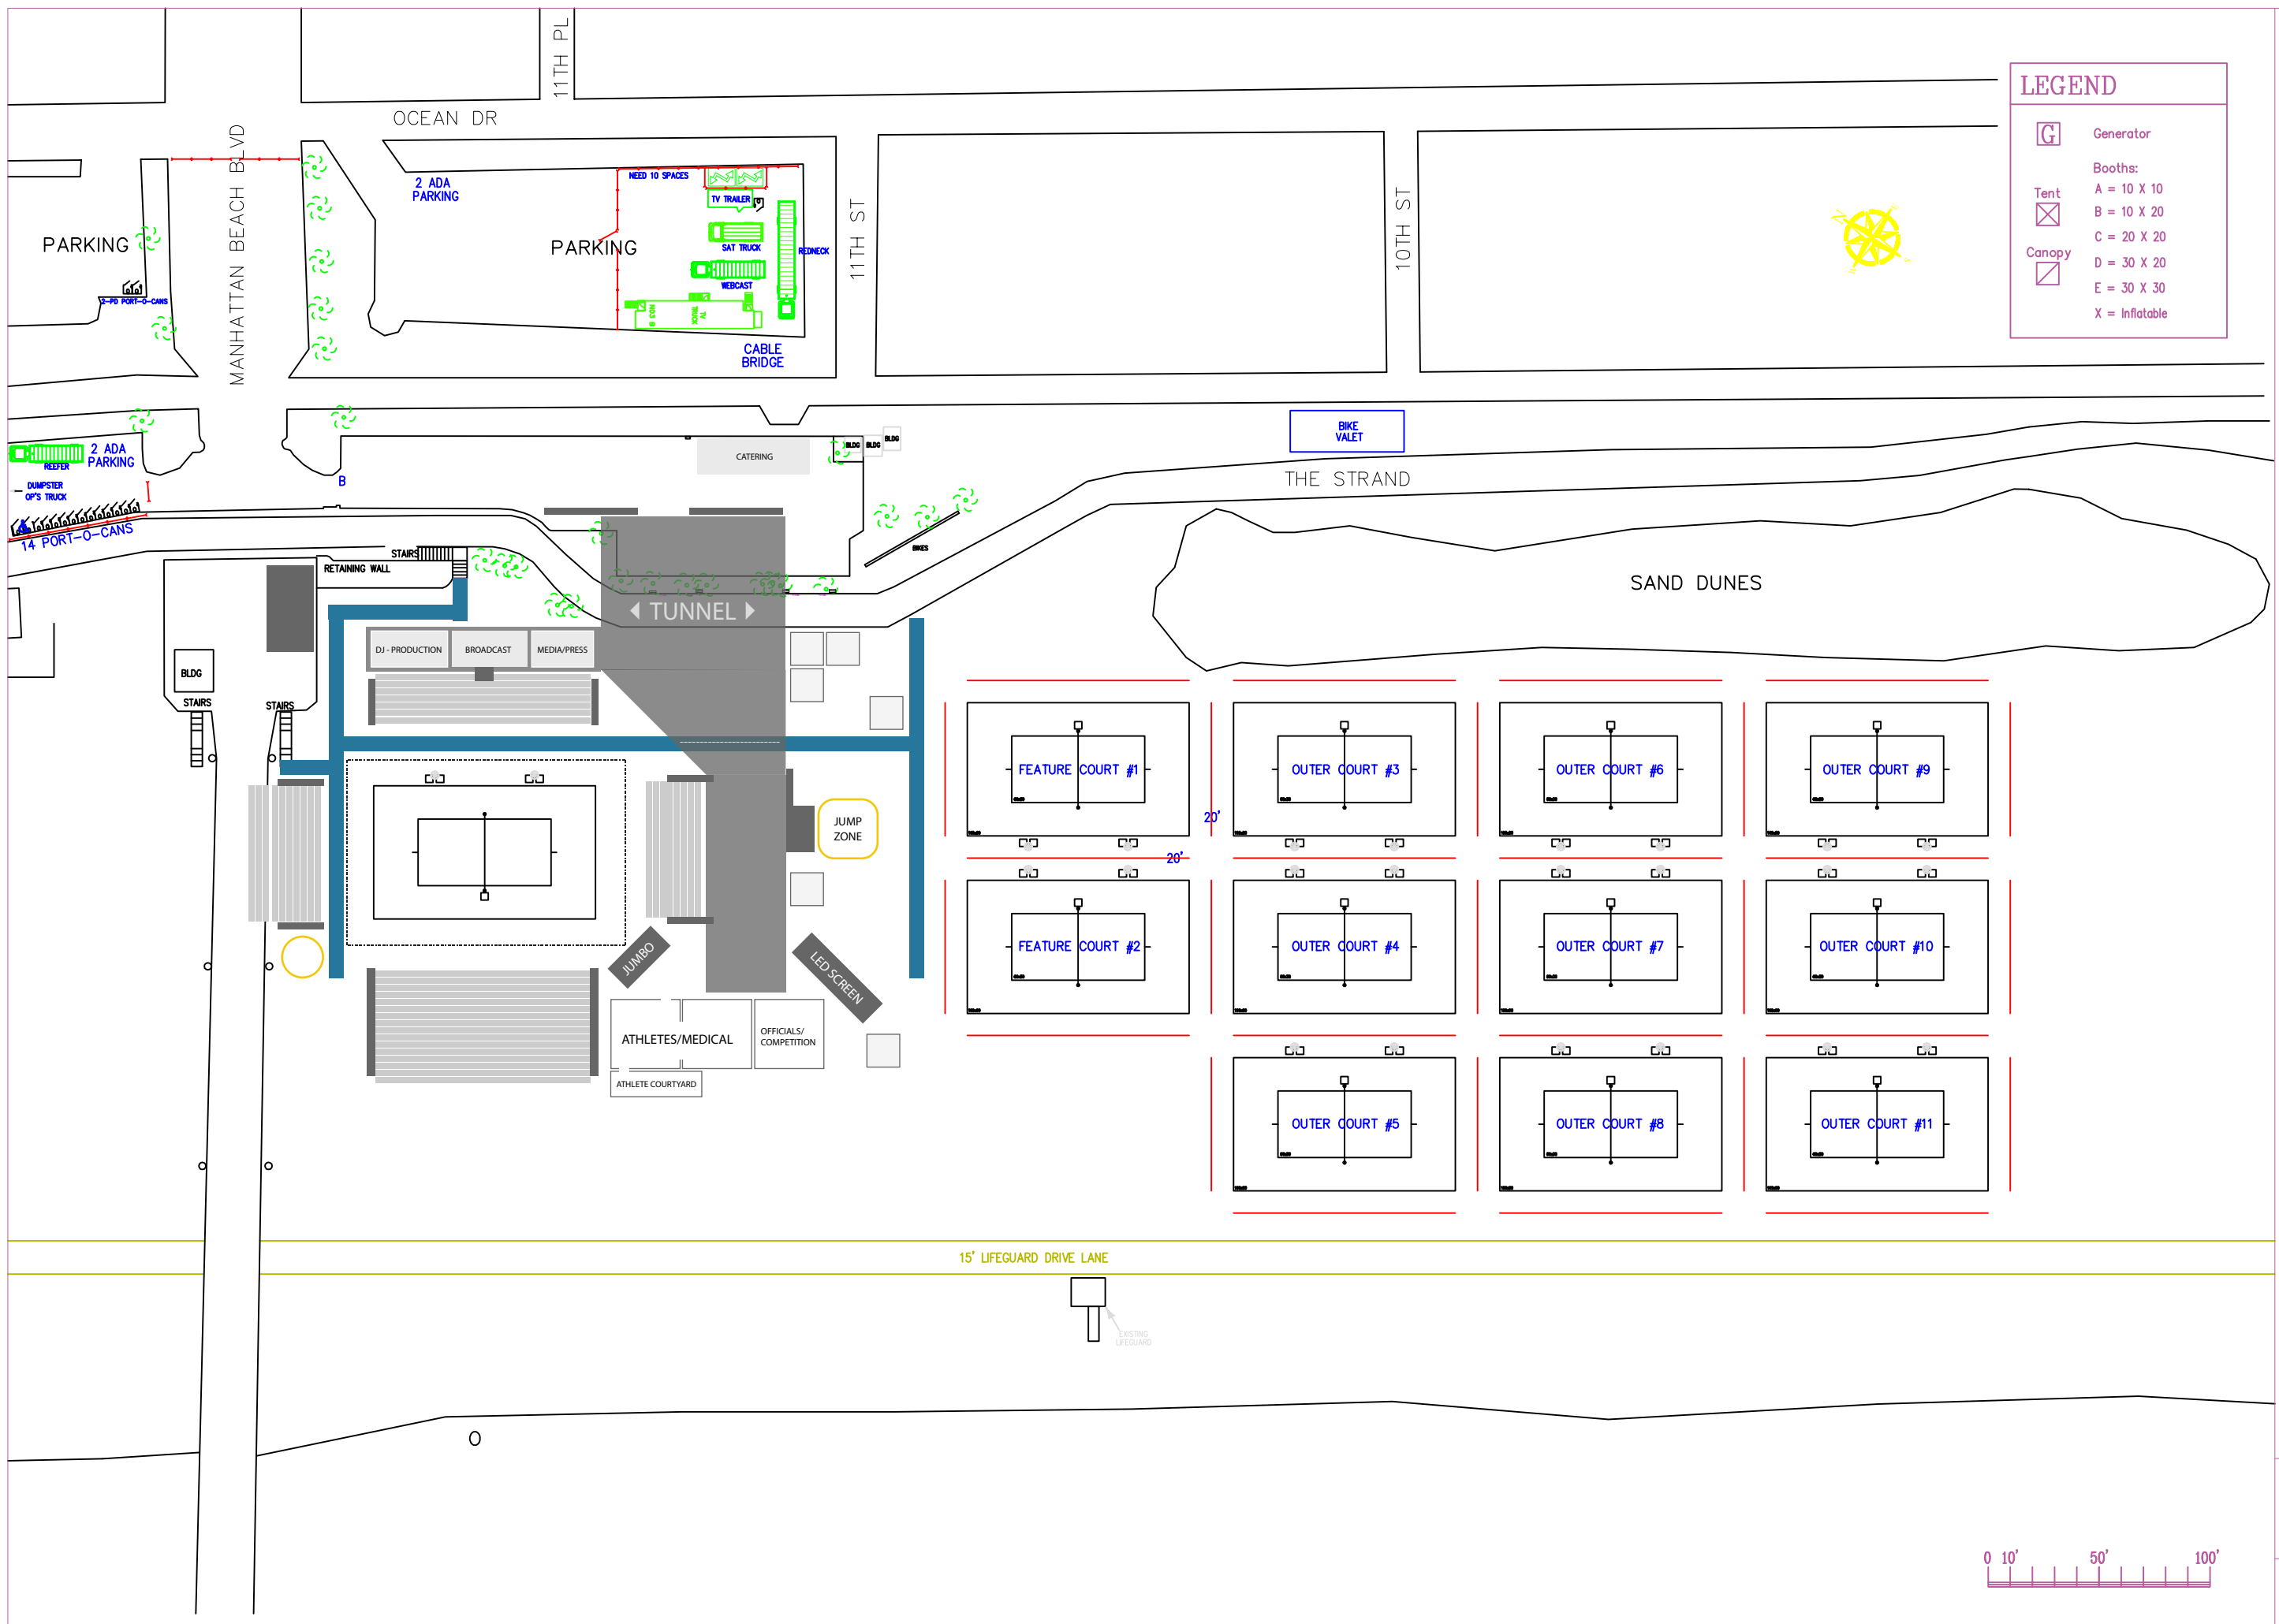 11TH PL
OCEAN DR
MANHATTAN BEACH BLVD
LEGEND
G
Generator
Booths:
Tent
A = 10 X 10
B = 10 X 20
C = 20 X 20
Canopy
D = 30 X 20
E = 30 X 30
X = Inflatable
2 ADA
PARKING
NEED 10 SPACES
TV TRAILER
PARKING
PARKING
SAT TRUCK
REDNECK
WEBCAST
TV
TRUCK
11TH ST
10TH ST
2-PD PORT-O-CANS
CABLE
BRIDGE
BIKE
VALET
2 ADA
PARKING
REEFER
DUMPSTER
OP'S TRUCK
14 PORT-O-CANS
B
CATERING
BLDG
BLDG
BLDG
THE STRAND
BIKES
STAIRS
RETAINING WALL
SAND DUNES
TUNNEL
DJ - PRODUCTION
BROADCAST
MEDIA/PRESS
BLDG
STAIRS
STAIRS
FEATURE COURT #1
OUTER COURT #3
OUTER COURT #6
OUTER COURT #9
JUMP
ZONE
20'
20'
FEATURE COURT #2
OUTER COURT #4
OUTER COURT #7
OUTER COURT #10
JUMBO
LED SCREEN
ATHLETES/MEDICAL
OFFICIALS/
COMPETITION
ATHLETE COURTYARD
OUTER COURT #5
OUTER COURT #8
OUTER COURT #11
15' LIFEGUARD DRIVE LANE
EXISTING
LIFEGUARD
0 10' 50' 100'